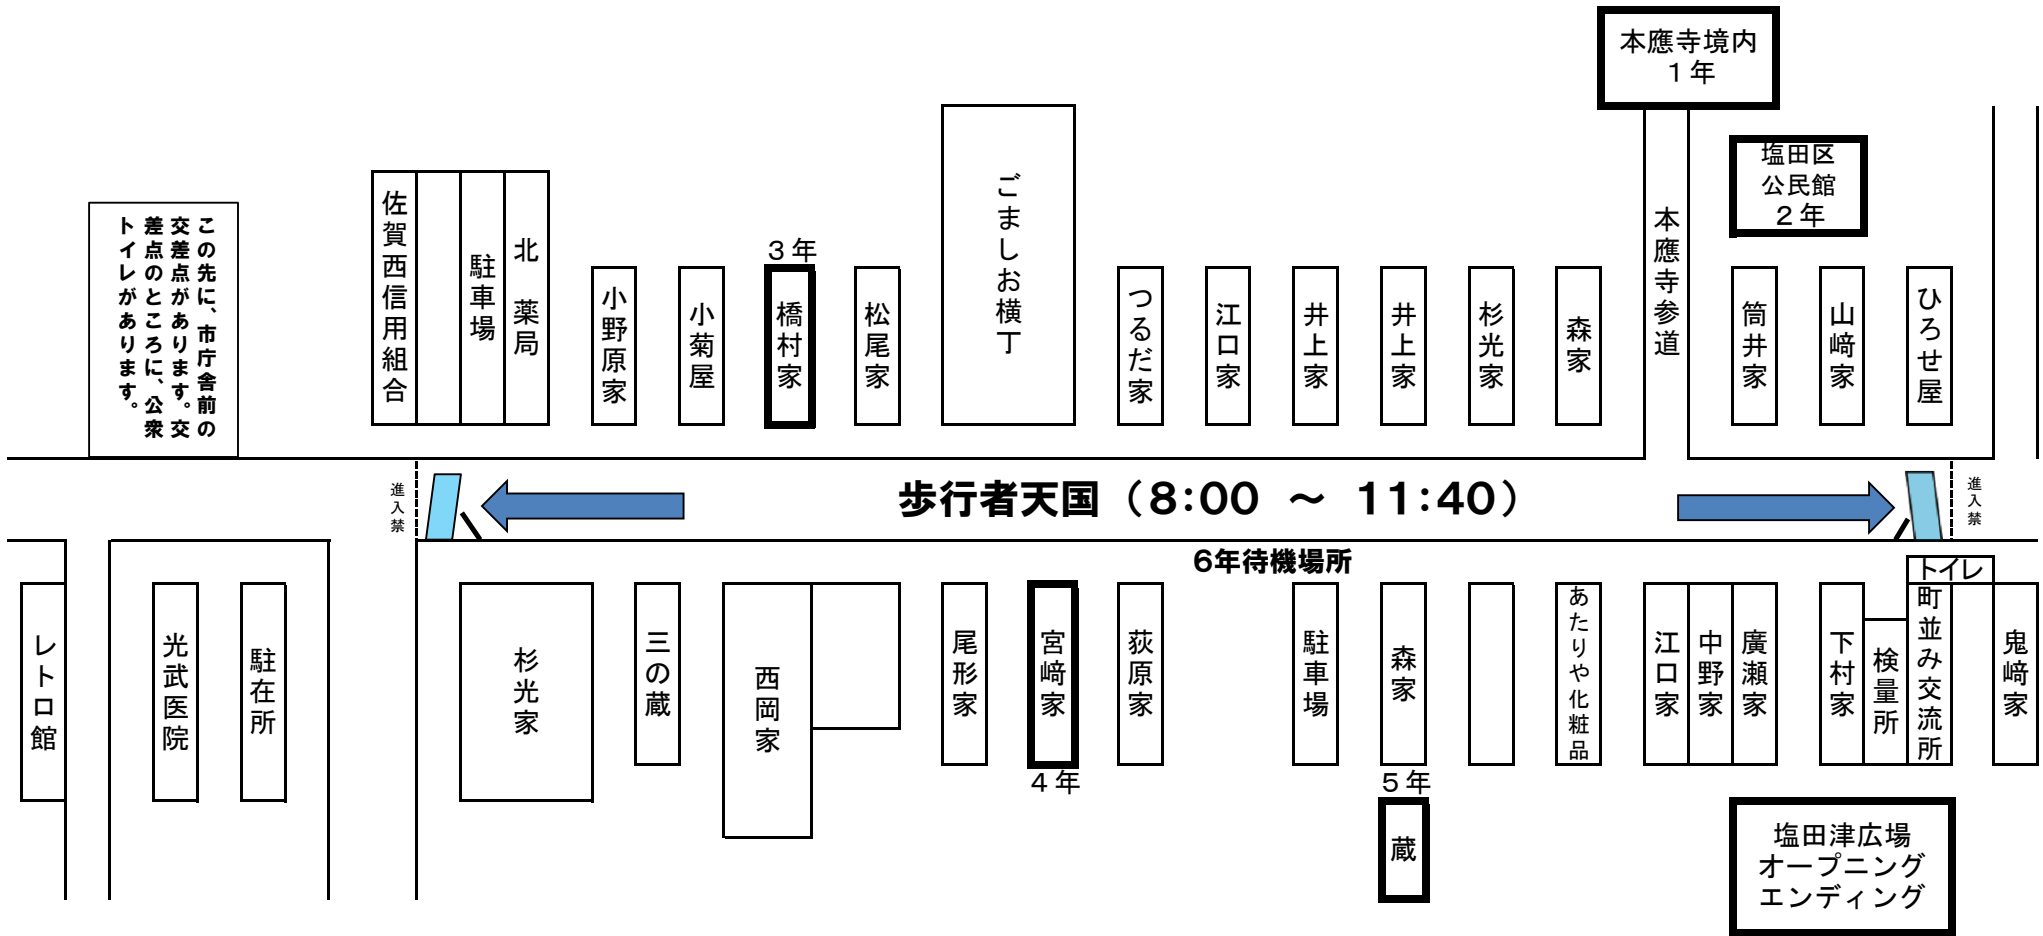 本應寺境内
１年
塩田区
公民館
２年
この先に、市庁舎前の
交差点があります。交
差点のところに、公衆
トイレがあります。
佐賀西信用組合
駐車場
北　薬局
小野原家
小菊屋
３年
橋村家
松尾家
ごましお横丁
つるだ家
江口家
井上家
井上家
杉光家
森家
本應寺参道
筒井家
山﨑家
ひろせ屋
進入禁
歩行者天国（8:00　～　11:40）
進入禁
6年待機場所
レトロ館
光武医院
駐在所
杉光家
三の蔵
西岡家
尾形家
宮﨑家
４年
荻原家
駐車場
森家
５年
蔵
あたりや化粧品
江口家
中野家
廣瀬家
下村家
検量所
トイレ
町並み交流所
鬼﨑家
塩田津広場
オープニング
エンディング